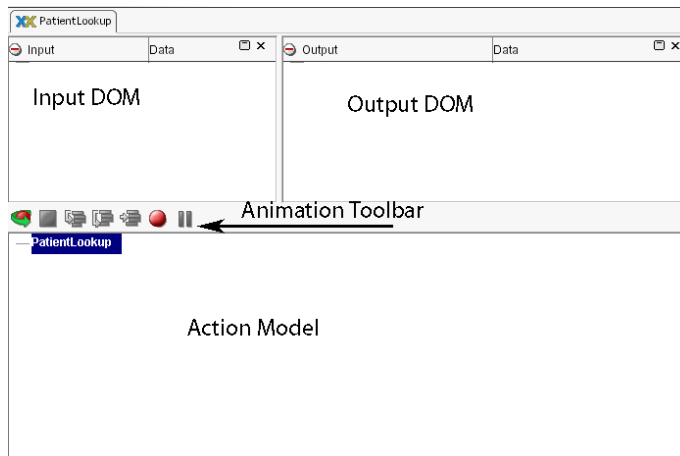 PatientLookup
Input Data Output Data
Input DOM
Output DOM
Animation Toolbar
PatientLookup
Action Model